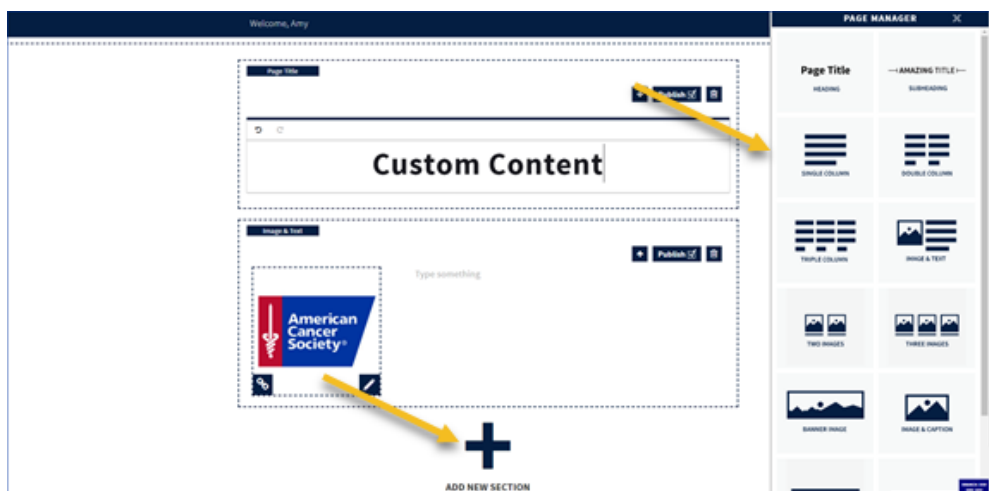 Welcome, Amy
PAGE MANAGER X
Page Title
Publish
Custom Content
Image & Text
Publish
Type something
American
Cancer
Society®
ADD NEW SECTION
Page Title
HEADING
AMAZING TITLE
SUBHEADING
SINGLE COLUMN
DOUBLE COLUMN
TRIPLE COLUMN
IMAGE & TEXT
TWO IMAGES
THREE IMAGES
BANNER IMAGE
IMAGE & CAPTION